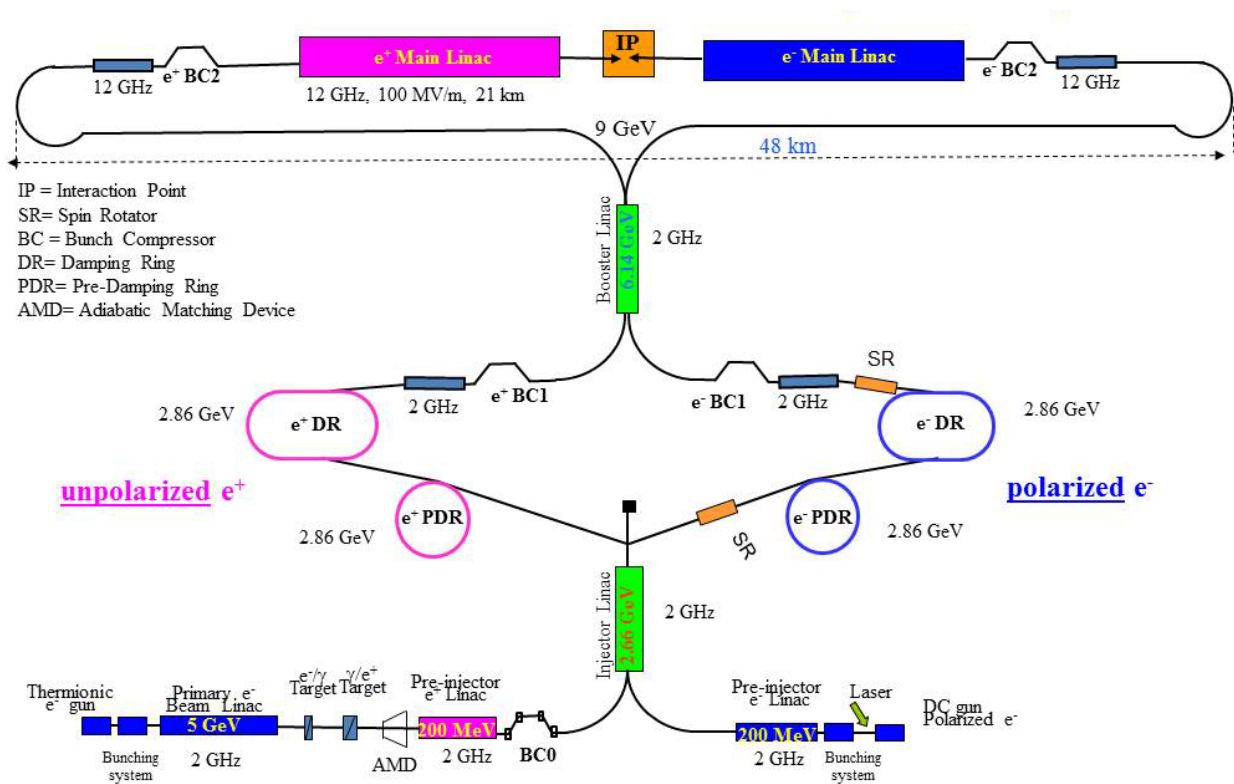 IP
e⁺ Main Linac
e⁻ Main Linac
e⁺ BC2
e⁻ BC2
12 GHz
12 GHz
12 GHz, 100 MV/m, 21 km
9 GeV
48 km
IP = Interaction Point
SR= Spin Rotator
BC = Bunch Compressor
DR= Damping Ring
PDR= Pre-Damping Ring
AMD= Adiabatic Matching Device
Booster Linac
6.14 GeV
2 GHz
SR
2 GHz
e⁺ BC1
e⁻ BC1
2 GHz
2.86 GeV
e⁺ DR
e⁻ DR
2.86 GeV
unpolarized e⁺
polarized e⁻
e⁺ PDR
2.86 GeV
SR
e⁻ PDR
2.86 GeV
Injector Linac
2.66 GeV
2 GHz
Thermionic
e⁻ gun
Primary e⁻
Beam Linac
5 GeV
Bunching
system
2 GHz
e⁻/γ
Target
γ/e⁺
Target
AMD
Pre-injector
e⁺ Linac
200 MeV
2 GHz
BC0
Pre-injector
e⁻ Linac
200 MeV
2 GHz
Laser
Bunching
system
DC gun
Polarized e⁻